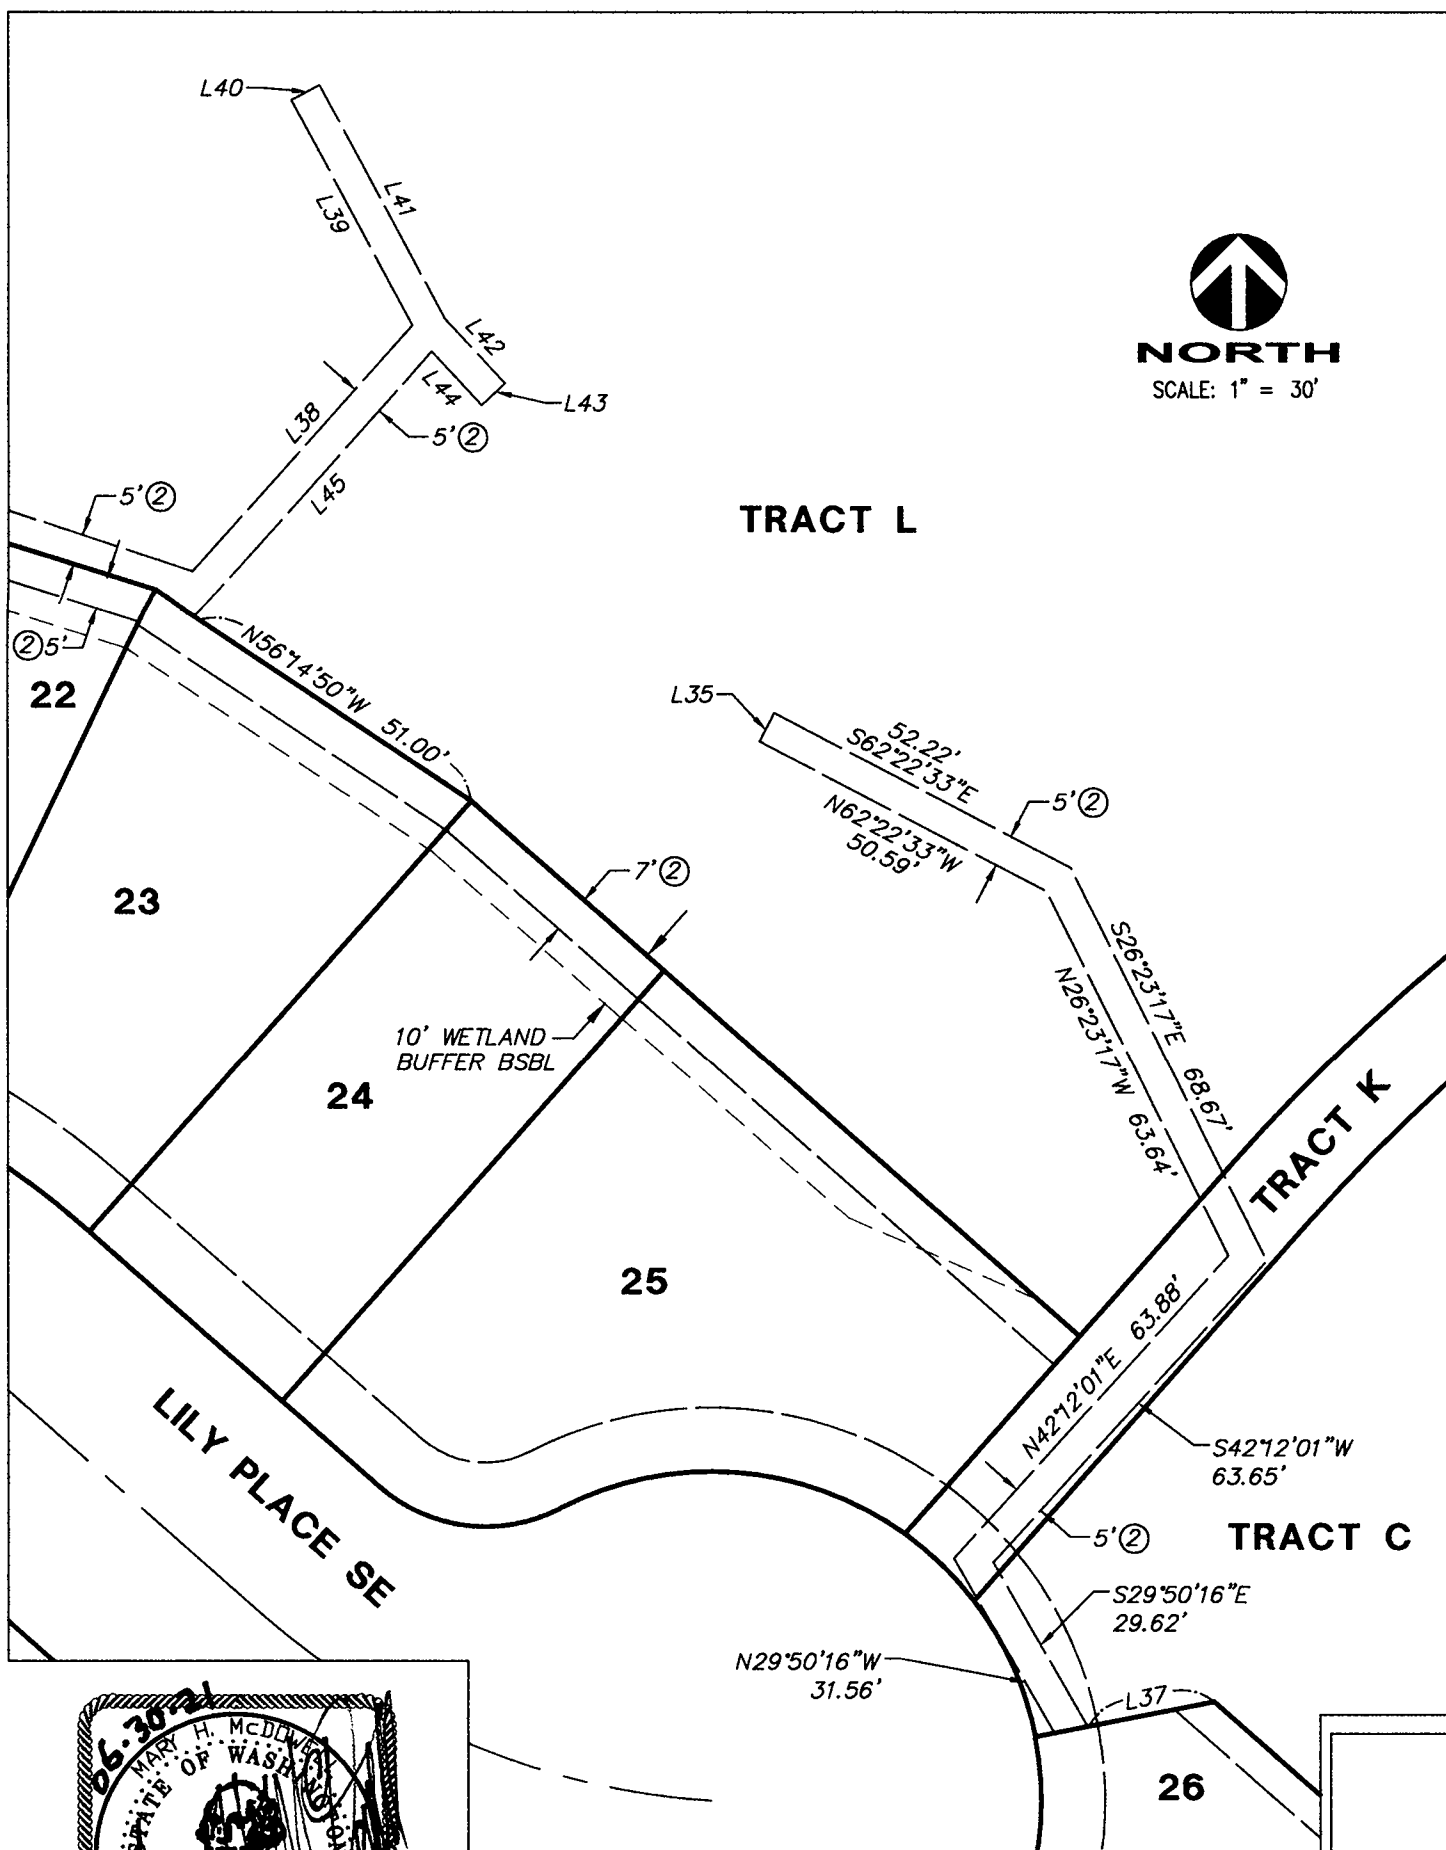 L40
L41
L39
L42
L44
L43
L38
5'②
L45
NORTH
SCALE: 1" = 30'
5'②
TRACT L
②5'
22
N56°14'50"W 51.00'
L35
52.22'
S62°22'33"E
5'②
N62°22'33"W
50.59'
7'②
23
S26°23'17"E 68.67'
N26°23'17"W 63.64'
10' WETLAND
BUFFER BSBL
24
TRACT K
25
N42°12'01"E 63.88'
LILY PLACE SE
S42°12'01"W
63.65'
5'②
TRACT C
S29°50'16"E
29.62'
N29°50'16"W
31.56'
L37
26
06.30.21
MARY H. McDOWE
STATE OF WASHINGTON